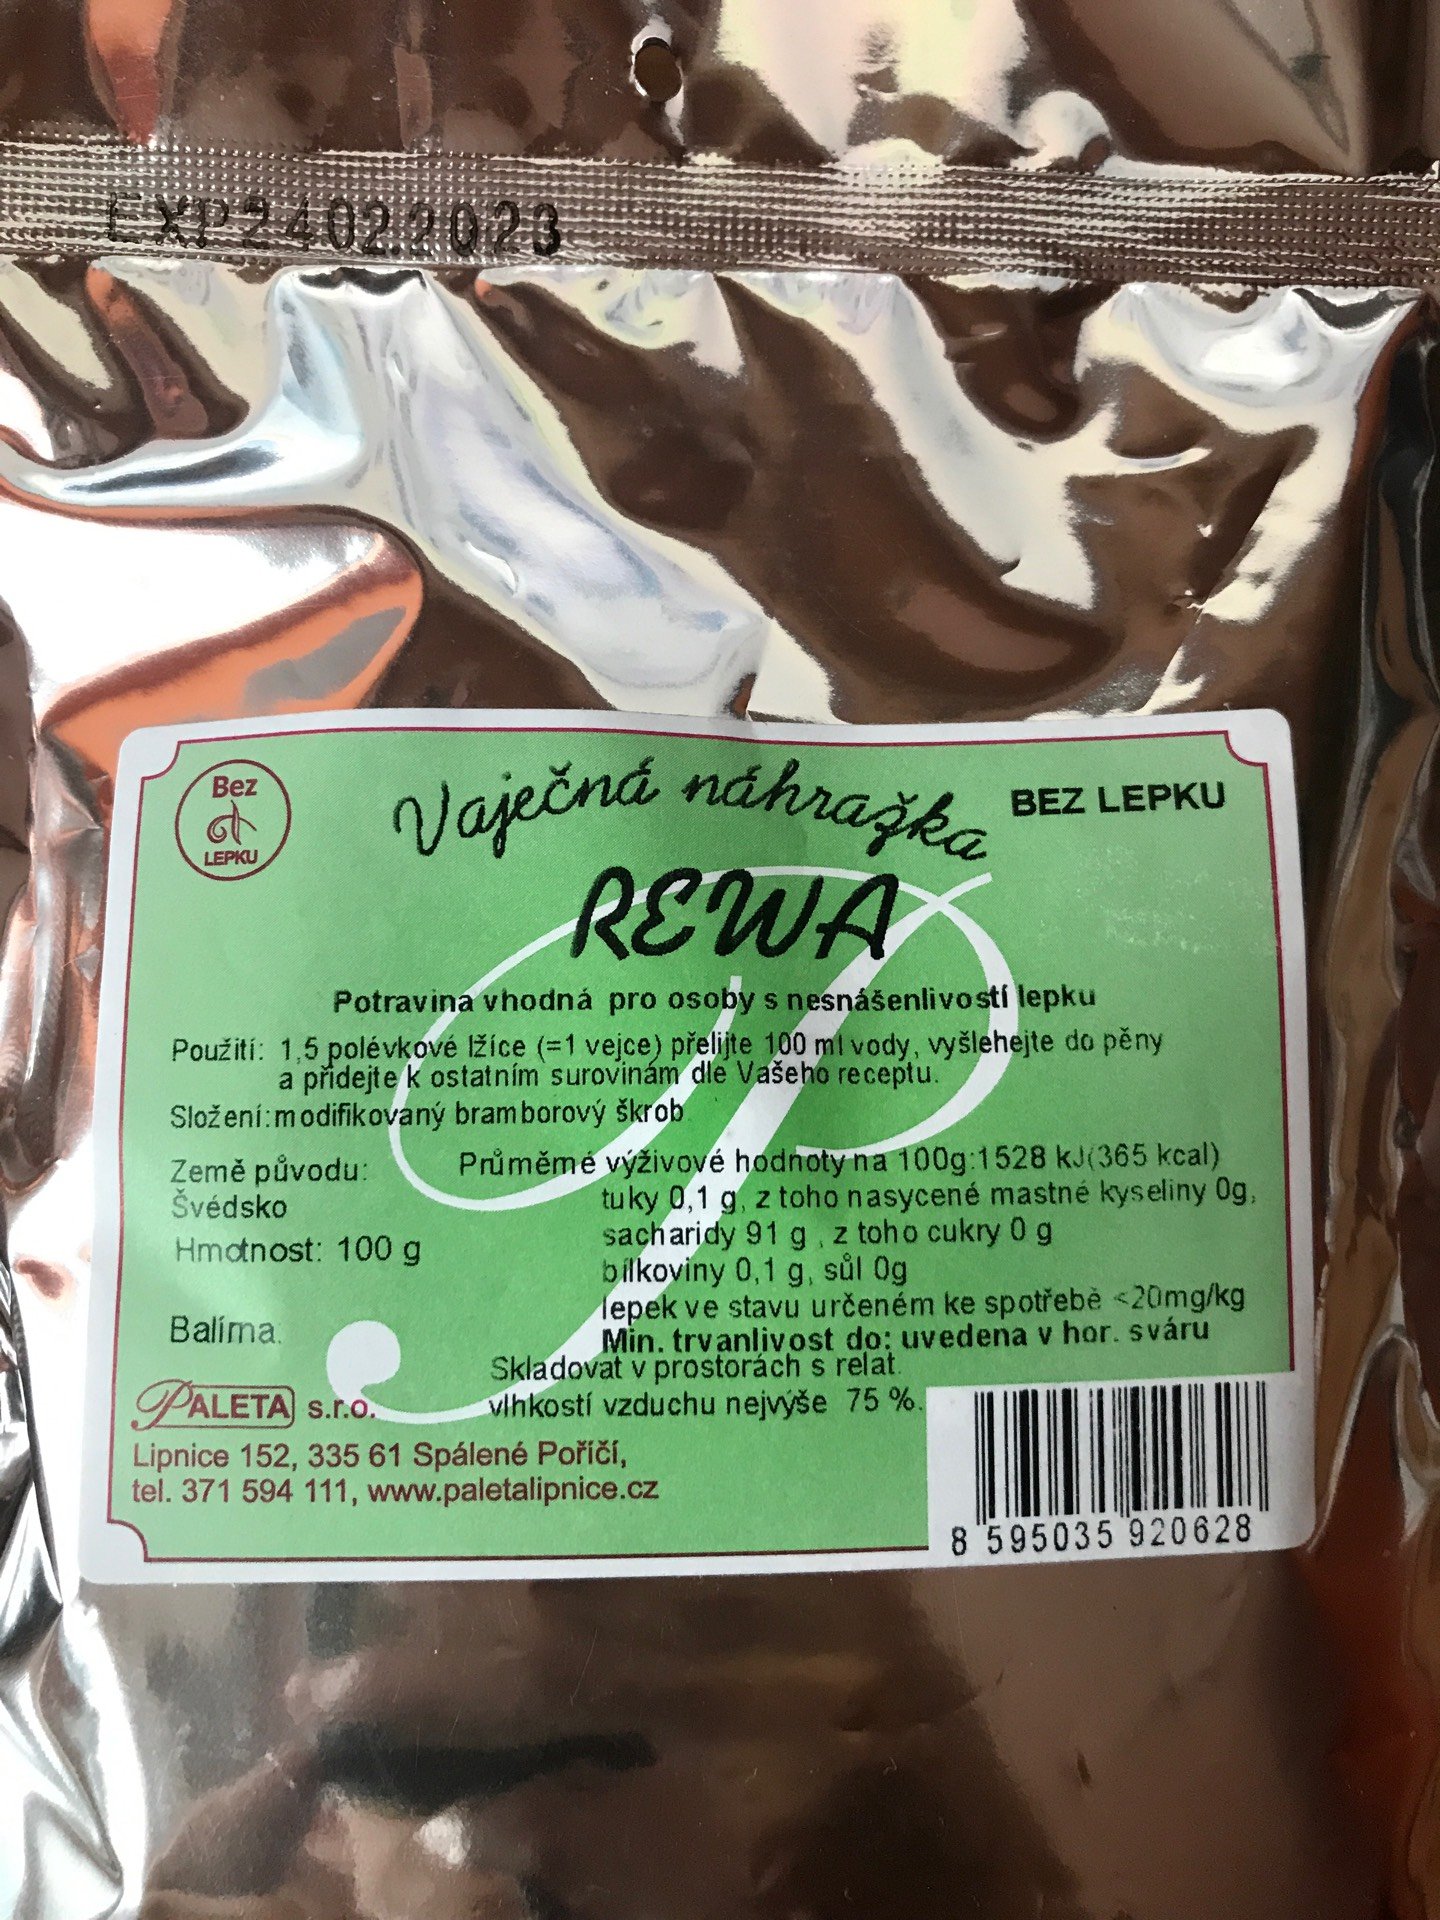 EXP24.02.2023
Bez
LEPKU
Vaječná náhražka
BEZ LEPKU
REWA
Potravina vhodná pro osoby s nesnášenlivostí lepku
Použití: 1,5 polévkové lžíce (=1 vejce) přelijte 100 ml vody, vyšlehejte do pěny
a přidejte k ostatním surovinám dle Vašeho receptu.
Složení: modifikovaný bramborový škrob
Země původu:
Švédsko
Hmotnost: 100 g
Průměrné výživové hodnoty na 100g:1528 kJ(365 kcal)
tuky 0,1 g, z toho nasycené mastné kyseliny 0g,
sacharidy 91 g , z toho cukry 0 g
bílkoviny 0,1 g, sůl 0g
lepek ve stavu určeném ke spotřebě <20mg/kg
Min. trvanlivost do: uvedena v hor. sváru
Skladovat v prostorách s relat.
vlhkostí vzduchu nejvýše 75 %.
Balírna:
PALETA s.r.o.
Lipnice 152, 335 61 Spálené Poříčí,
tel. 371 594 111, www.paletalipnice.cz
8 595035 920628